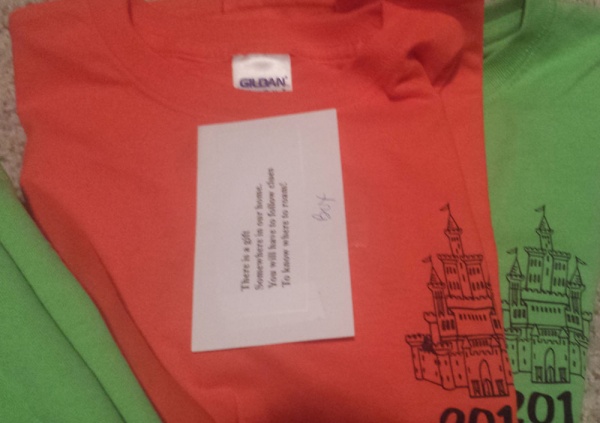 GILDAN
There is a gift
Somewhere in our home.
You will have to follow clues
To know where to roam!
Box
201
201